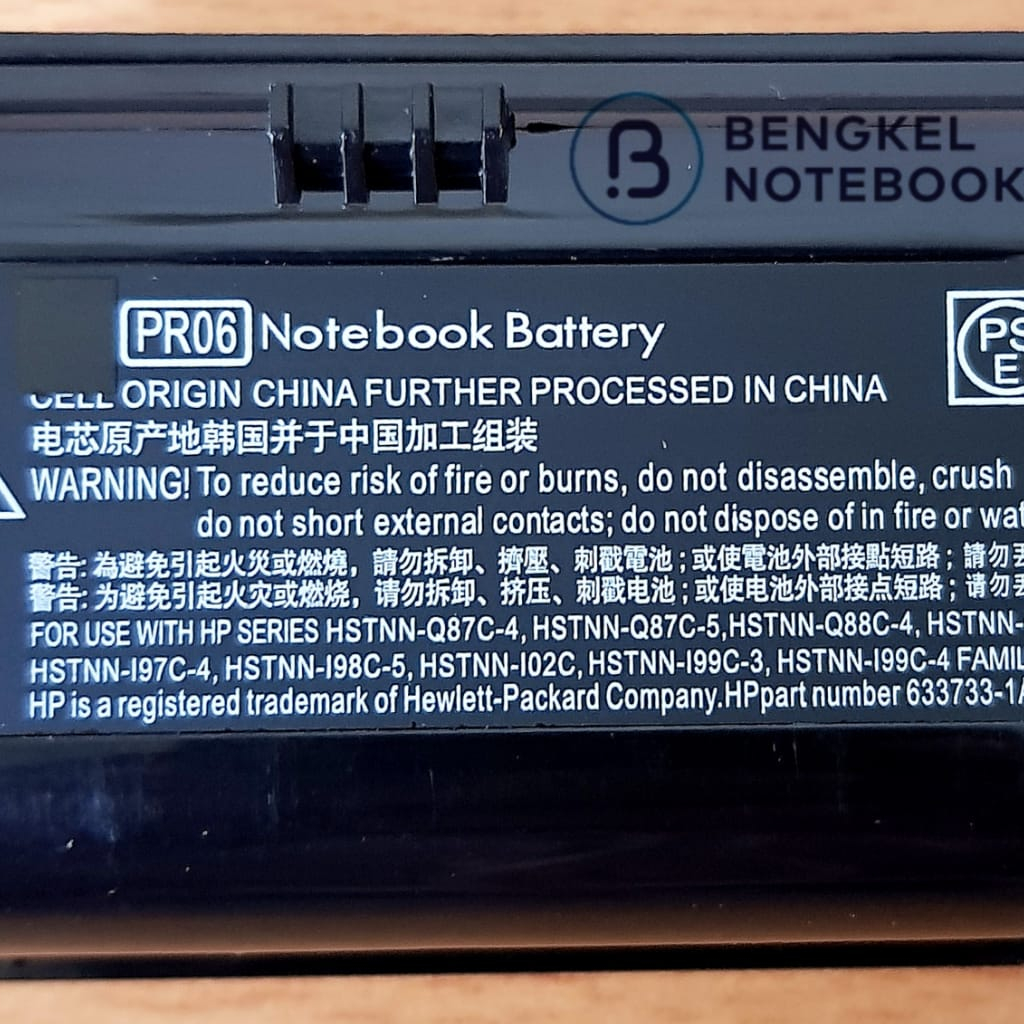 BENGKEL
NOTEBOOK
PR06 Notebook Battery
CELL ORIGIN CHINA FURTHER PROCESSED IN CHINA
电芯原产地韩国并于中国加工组装
WARNING! To reduce risk of fire or burns, do not disassemble, crush
do not short external contacts; do not dispose of in fire or
警告: 為避免引起火災或燃燒，請勿拆卸、擠壓、刺戳電池；或使電池外部接點短路；請勿
警告: 为避免引起火灾或燃烧，请勿拆卸、挤压、刺戳电池；或使电池外部接点短路；请勿
FOR USE WITH HP SERIES HSTNN-Q87C-4, HSTNN-Q87C-5,HSTNN-Q88C-4, HSTNN-
HSTNN-I97C-4, HSTNN-I98C-5, HSTNN-I02C, HSTNN-I99C-3, HSTNN-I99C-4
HP is a registered trademark of Hewlett-Packard Company.HPpart number 633733-1